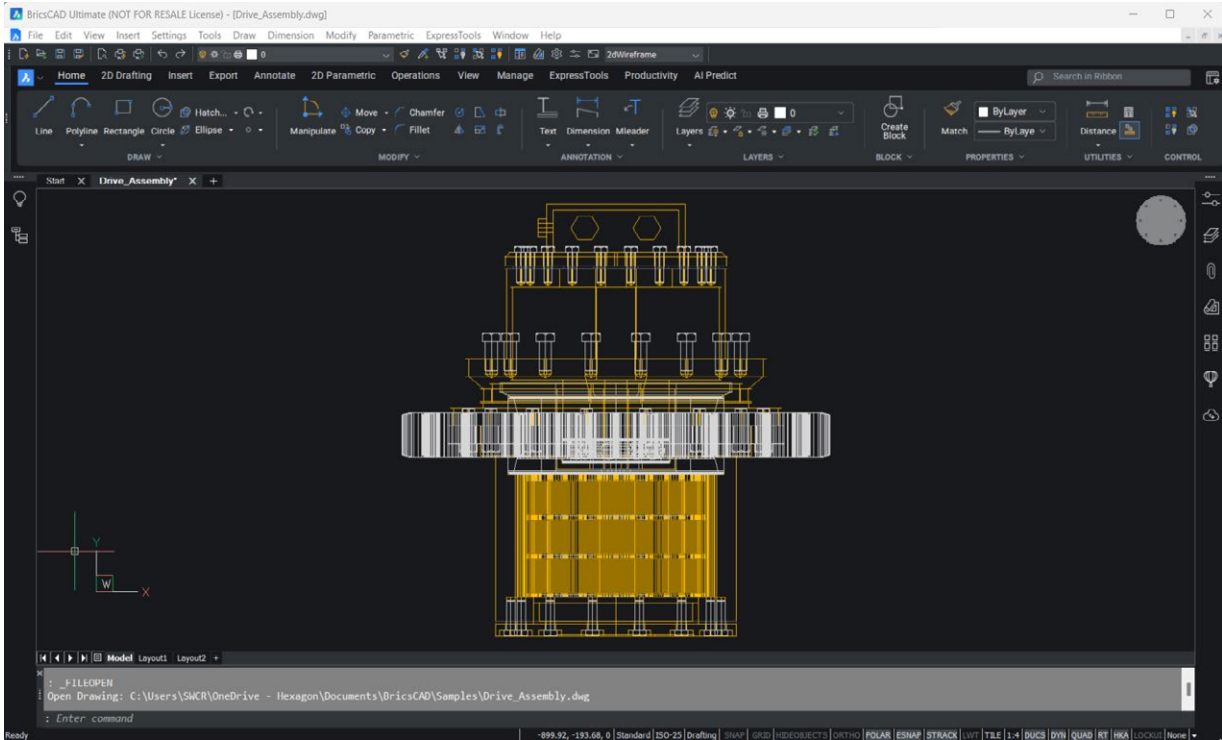 BricsCAD Ultimate (NOT FOR RESALE License) - [Drive_Assembly.dwg]
File Edit View Insert Settings Tools Draw Dimension Modify Parametric ExpressTools Window Help
0 2dWireframe
Home 2D Drafting Insert Export Annotate 2D Parametric Operations View Manage ExpressTools Productivity AI Predict Search in Ribbon
Hatch... Move Chamfer 0 ByLayer
Line Polyline Rectangle Circle Ellipse Manipulate Copy Fillet Text Dimension Mleader Layers Create Block Match ByLaye Distance
DRAW MODIFY ANNOTATION LAYERS BLOCK PROPERTIES UTILITIES CONTROL
Start Drive_Assembly* +
Y
W X
Model Layout1 Layout2 +
: _FILEOPEN
Open Drawing: C:\Users\SWCR\OneDrive - Hexagon\Documents\BricsCAD\Samples\Drive_Assembly.dwg
: Enter command
Ready -899.92, -193.68, 0 Standard ISO-25 Drafting SNAP GRID HIDEOBJECTS ORTHO POLAR ESNAP STRACK LWT TILE 1:4 DUCS DYN QUAD RT HKA LOCKUI None